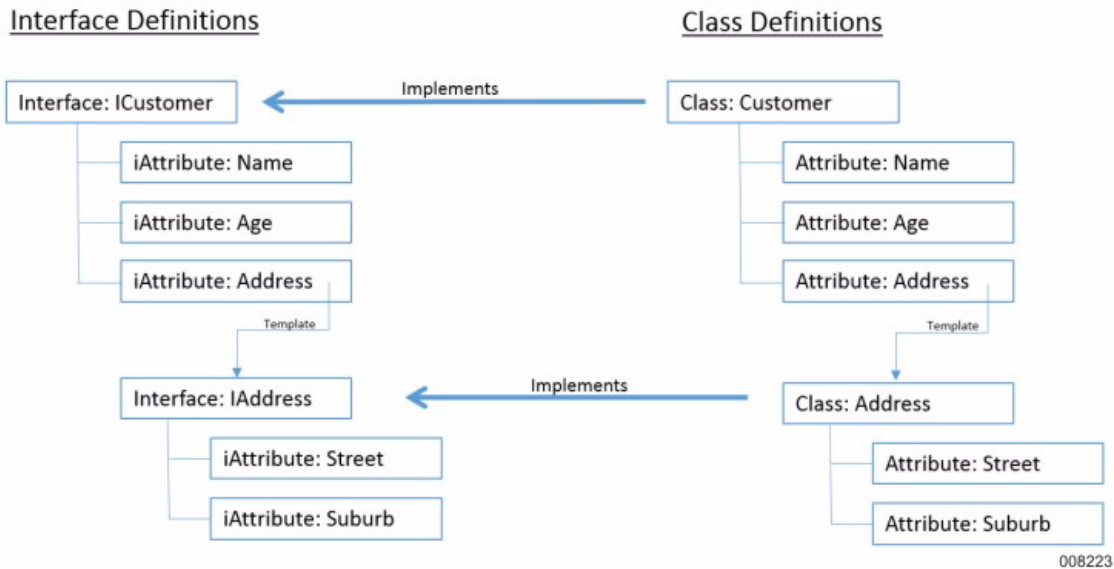 Interface Definitions
Class Definitions
Implements
Interface: ICustomer
Class: Customer
iAttribute: Name
Attribute: Name
iAttribute: Age
Attribute: Age
iAttribute: Address
Attribute: Address
Template
Template
Implements
Interface: IAddress
Class: Address
iAttribute: Street
Attribute: Street
iAttribute: Suburb
Attribute: Suburb
008223